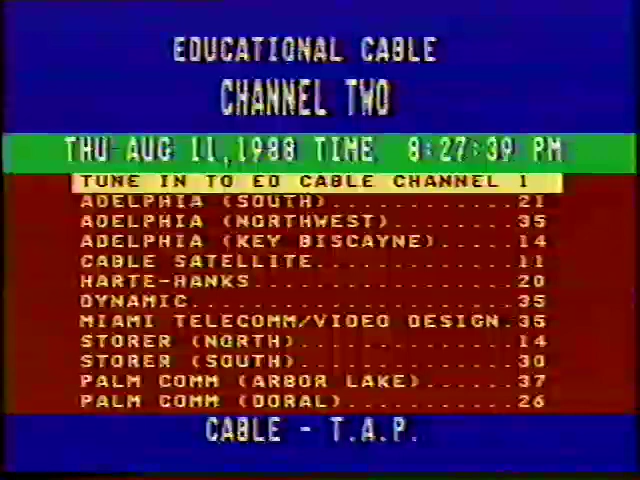 EDUCATIONAL CABLE
CHANNEL TWO
THU AUG 11,1988 TIME 8:27:39 PM
TUNE IN TO ED CABLE CHANNEL 1
ADELPHIA (SOUTH)..............21
ADELPHIA (NORTHWEST).........35
ADELPHIA (KEY BISCAYNE)......14
CABLE SATELLITE..............11
HARTE-HANKS..................20
DYNAMIC......................35
MIAMI TELECOMM/VIDEO DESIGN.35
STORER (NORTH)...............14
STORER (SOUTH)...............30
PALM COMM (ARBOR LAKE).......37
PALM COMM (DORAL)............26
CABLE - T.A.P.